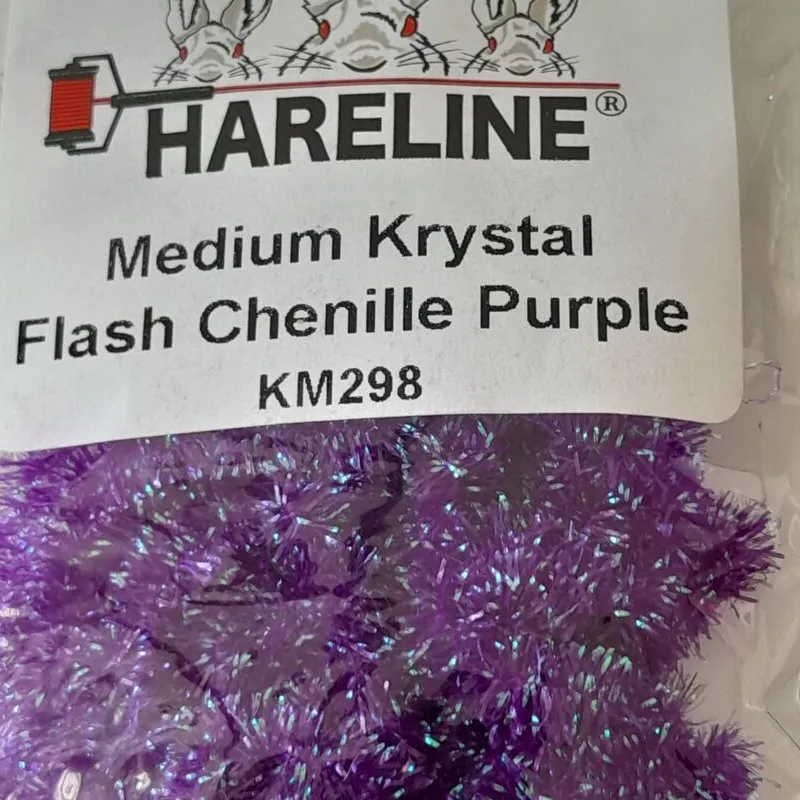 HARELINE®
Medium Krystal
Flash Chenille Purple
KM298